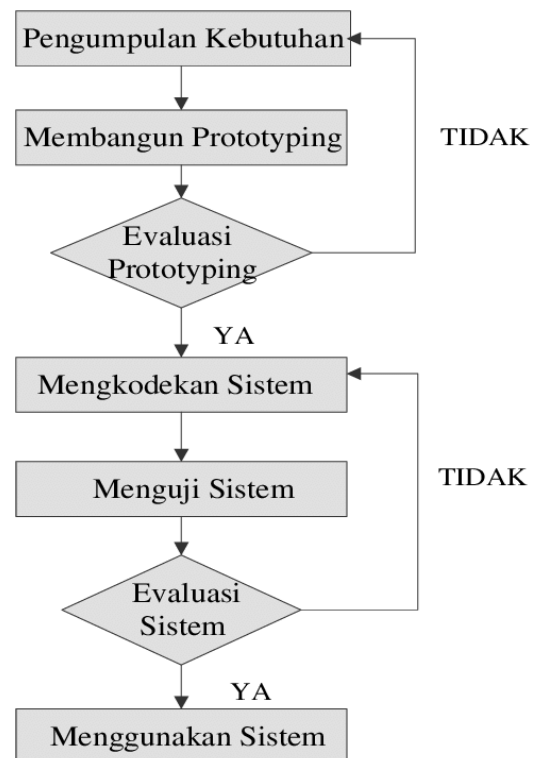 Pengumpulan Kebutuhan
Membangun Prototyping
TIDAK
Evaluasi
Prototyping
YA
Mengkodekan Sistem
Menguji Sistem
TIDAK
Evaluasi
Sistem
YA
Menggunakan Sistem